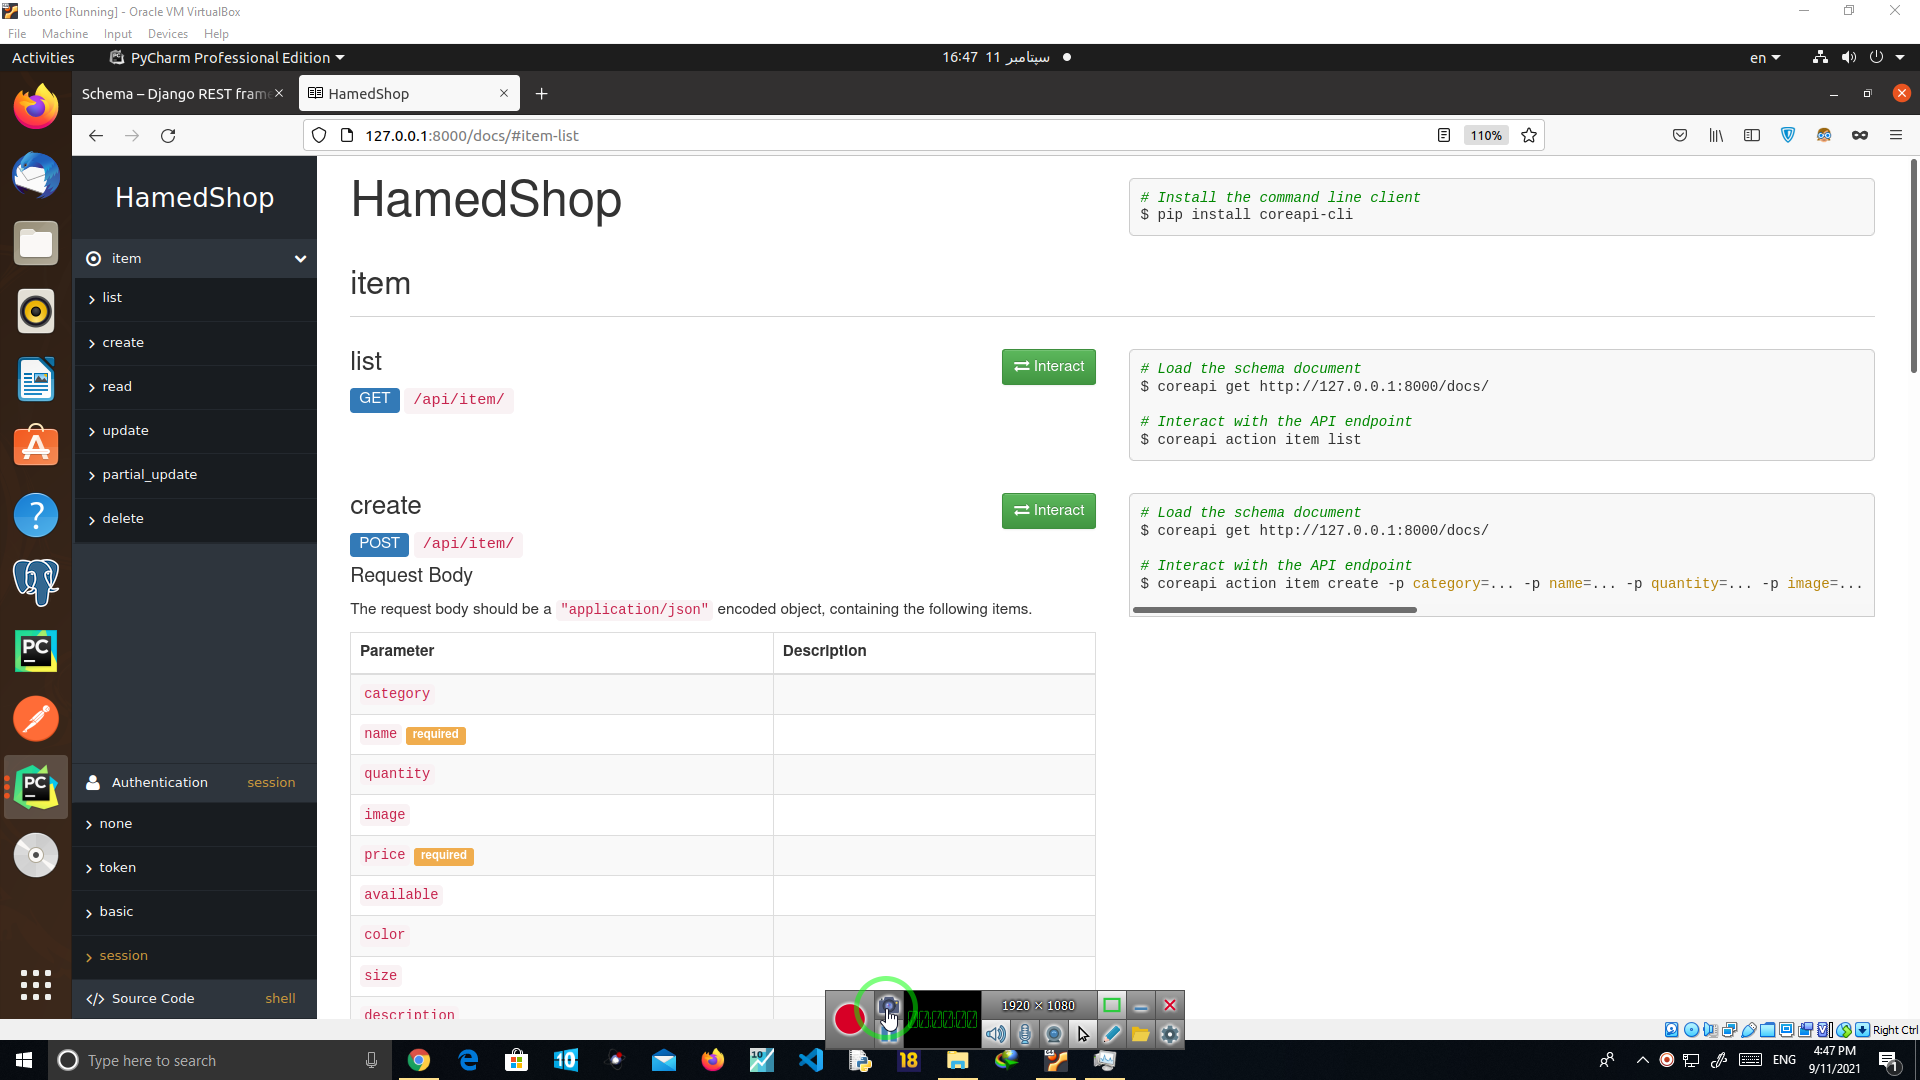 ubonto [Running] - Oracle VM VirtualBox
File Machine Input Devices Help
Activities PyCharm Professional Edition 16:47 11 سپتامبر en
Schema – Django REST frame HamedShop
127.0.0.1:8000/docs/#item-list 110%
HamedShop
item
list
create
read
update
partial_update
delete
Authentication session
none
token
basic
session
Source Code shell
HamedShop
# Install the command line client
$ pip install coreapi-cli
item
list
Interact
GET /api/item/
# Load the schema document
$ coreapi get http://127.0.0.1:8000/docs/
# Interact with the API endpoint
$ coreapi action item list
create
Interact
POST /api/item/
# Load the schema document
$ coreapi get http://127.0.0.1:8000/docs/
# Interact with the API endpoint
$ coreapi action item create -p category=... -p name=... -p quantity=... -p image=...
Request Body
The request body should be a "application/json" encoded object, containing the following items.
Parameter Description
category
name required
quantity
image
price required
available
color
size
description
1920 × 1080
Right Ctrl
Type here to search
ENG
4:47 PM
9/11/2021